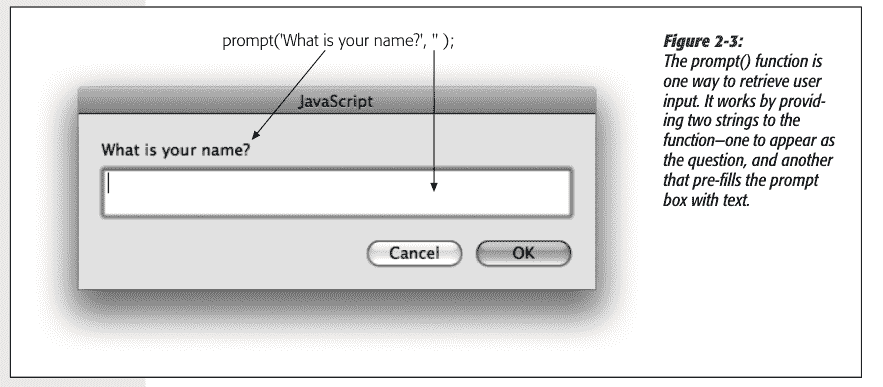 prompt('What is your name?', '' );
JavaScript
What is your name?
Cancel
OK
Figure 2-3:
The prompt() function is
one way to retrieve user
input. It works by provid-
ing two strings to the
function—one to appear as
the question, and another
that pre-fills the prompt
box with text.